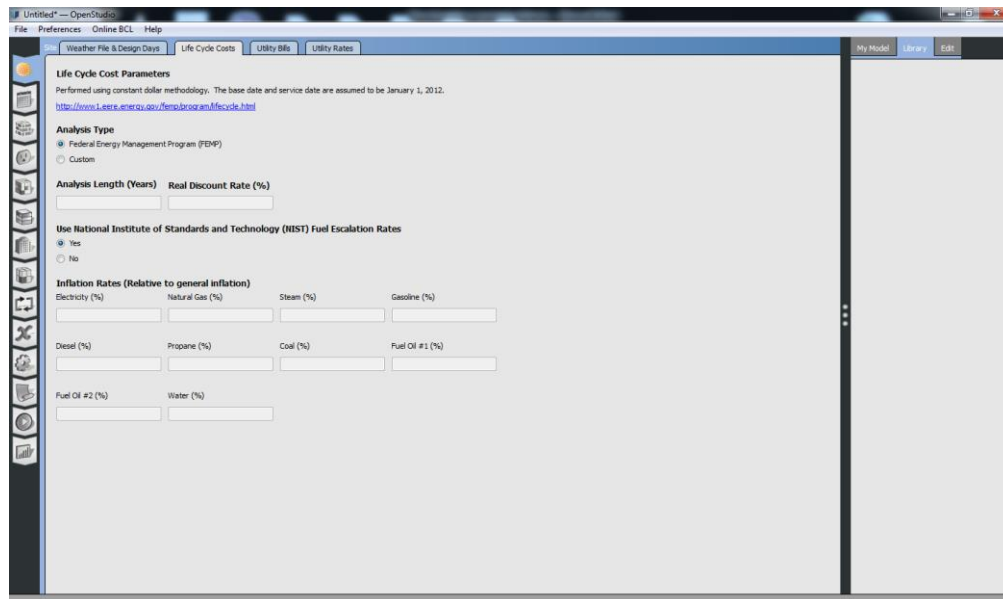 Untitled* — OpenStudio
File Preferences Online BCL Help
Site Weather File & Design Days Life Cycle Costs Utility Bills Utility Rates My Model Library Edit
Life Cycle Cost Parameters
Performed using constant dollar methodology. The base date and service date are assumed to be January 1, 2012.
http://www1.eere.energy.gov/femp/program/lifecycle.html
Analysis Type
Federal Energy Management Program (FEMP)
Custom
Analysis Length (Years) Real Discount Rate (%)
Use National Institute of Standards and Technology (NIST) Fuel Escalation Rates
Yes
No
Inflation Rates (Relative to general inflation)
Electricity (%) Natural Gas (%) Steam (%) Gasoline (%)
Diesel (%) Propane (%) Coal (%) Fuel Oil #1 (%)
Fuel Oil #2 (%) Water (%)